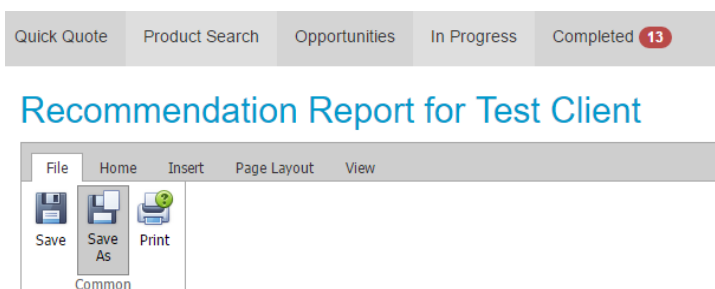 Quick Quote Product Search Opportunities In Progress Completed 13
Recommendation Report for Test Client
File Home Insert Page Layout View
Save Save As Print
Common